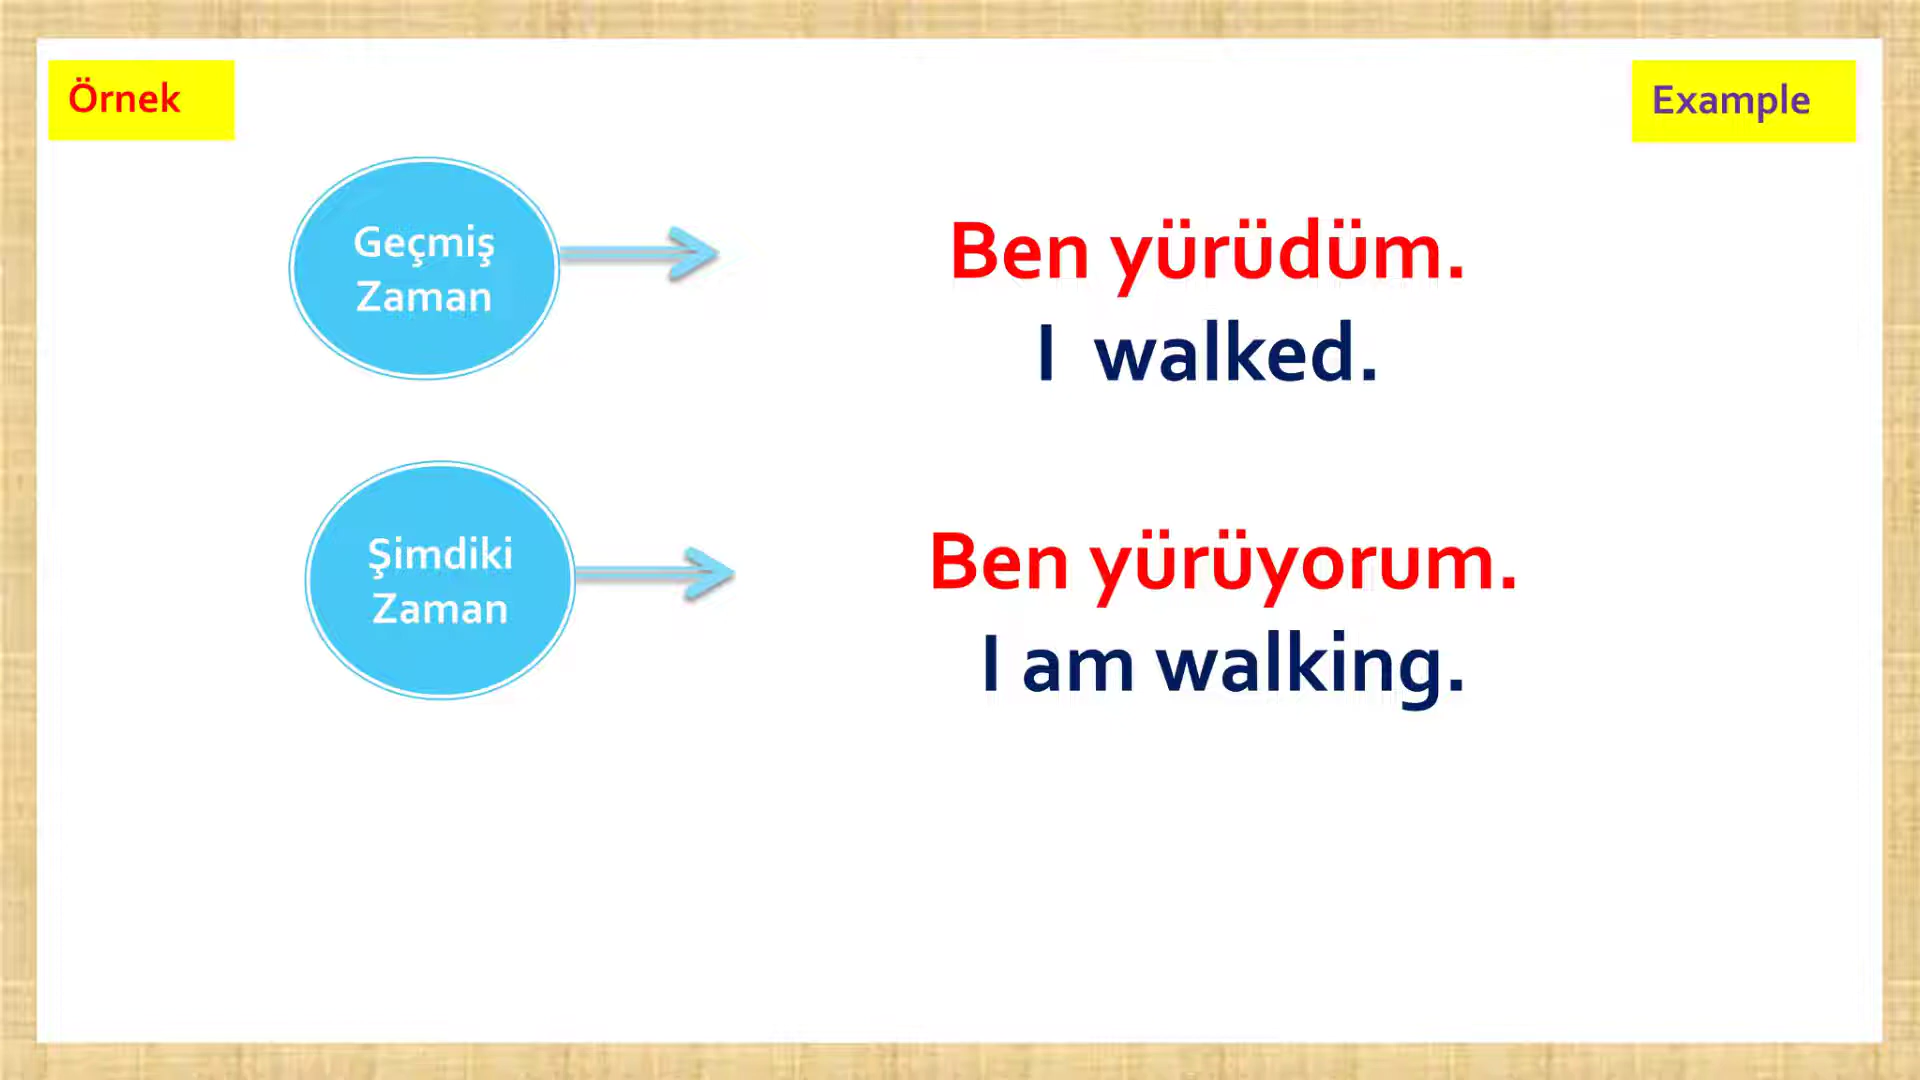 Örnek
Example
Geçmiş
Zaman
Ben yürüdüm.
I walked.
Şimdiki
Zaman
Ben yürüyorum.
I am walking.